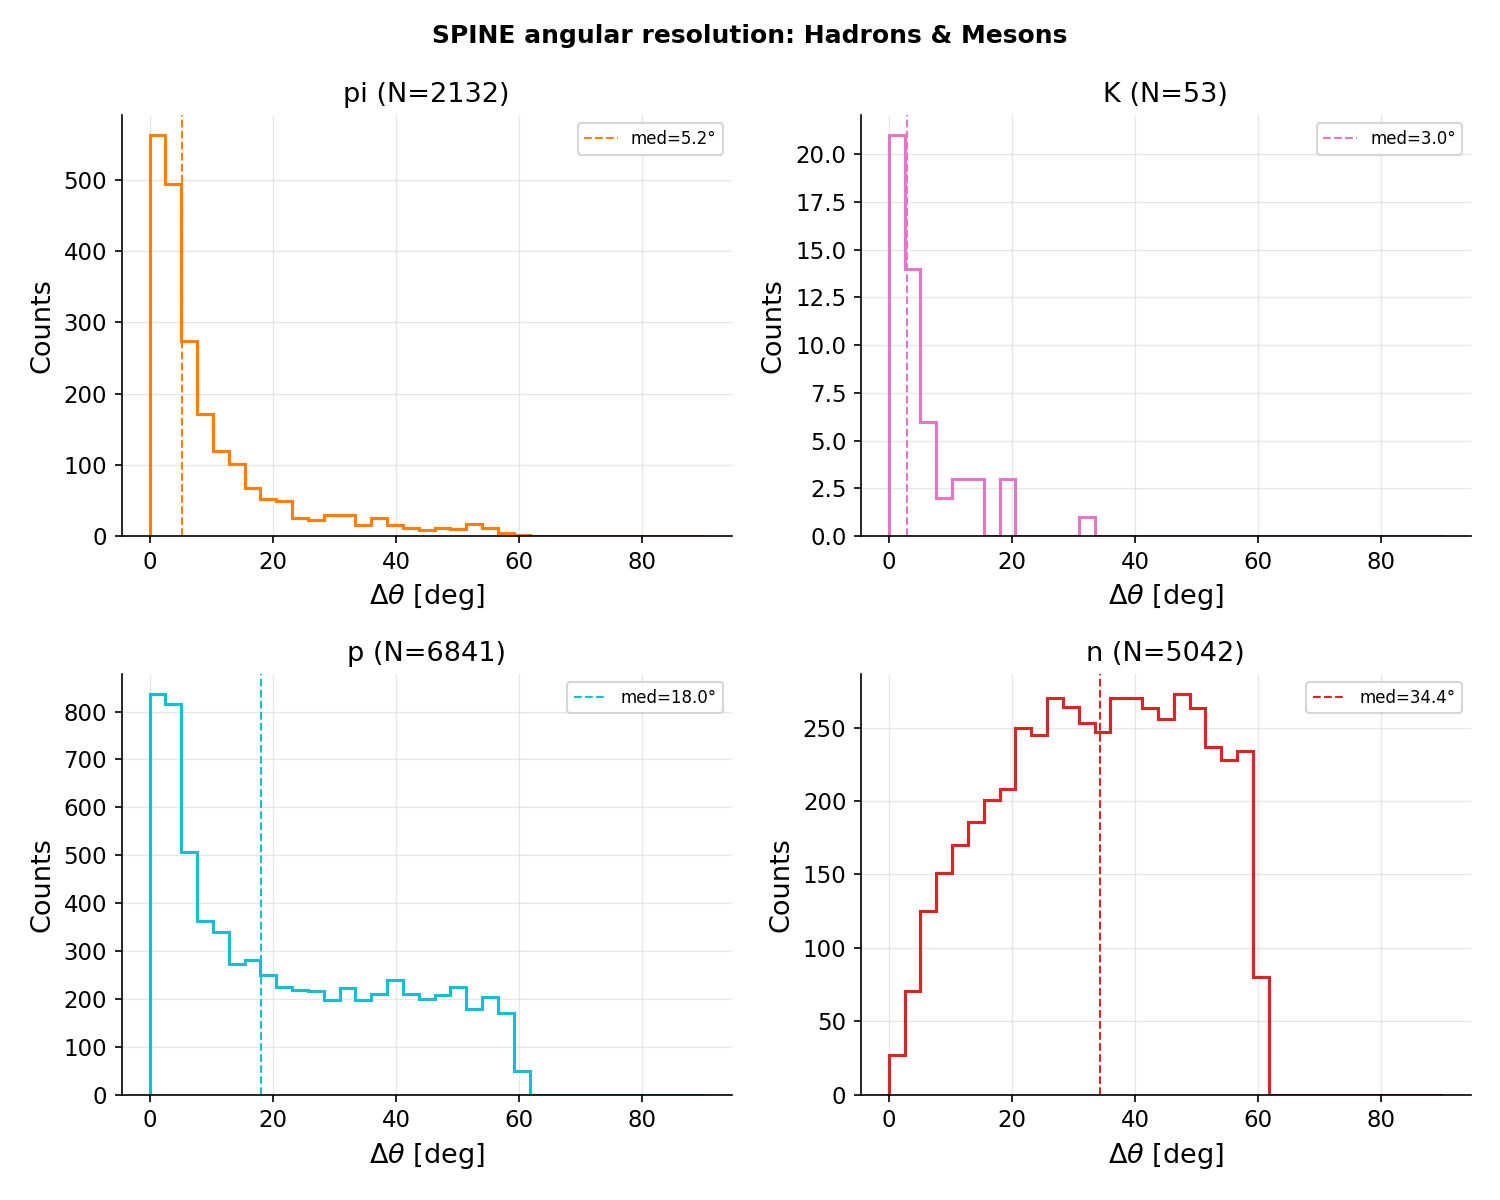 SPINE angular resolution: Hadrons & Mesons
pi (N=2132)
med=5.2°
Counts
500
400
300
200
100
0
0 20 40 60 80
Δθ [deg]
K (N=53)
med=3.0°
Counts
20.0
17.5
15.0
12.5
10.0
7.5
5.0
2.5
0.0
0 20 40 60 80
Δθ [deg]
p (N=6841)
med=18.0°
Counts
800
700
600
500
400
300
200
100
0
0 20 40 60 80
Δθ [deg]
n (N=5042)
med=34.4°
Counts
250
200
150
100
50
0
0 20 40 60 80
Δθ [deg]